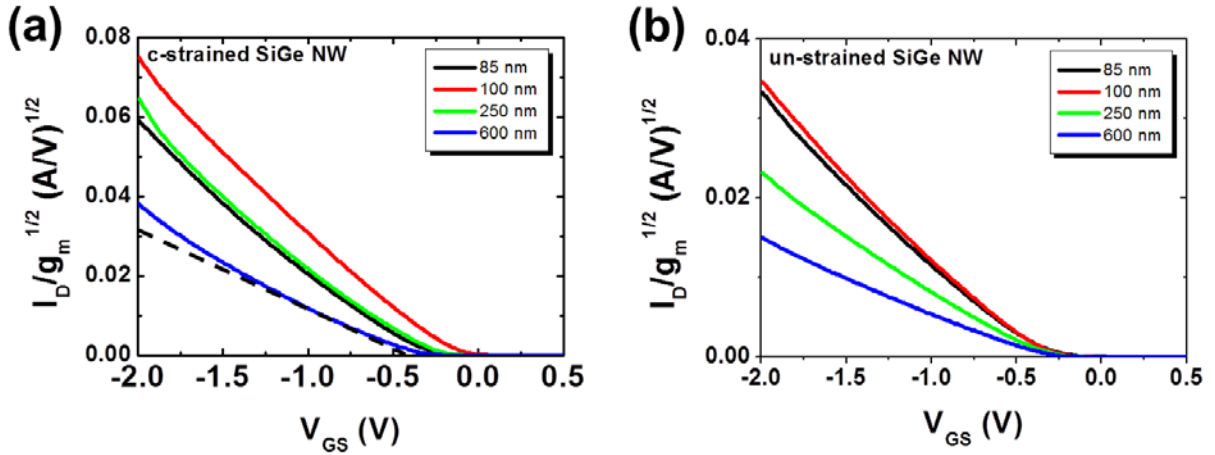 (a)
c-strained SiGe NW
85 nm
100 nm
250 nm
600 nm
0.08
0.06
0.04
0.02
0.00
-2.0 -1.5 -1.0 -0.5 0.0 0.5
I_D/g_m^1/2 (A/V)^1/2
V_GS (V)
(b)
un-strained SiGe NW
85 nm
100 nm
250 nm
600 nm
0.04
0.02
0.00
-2.0 -1.5 -1.0 -0.5 0.0 0.5
I_D/g_m^1/2 (A/V)^1/2
V_GS (V)